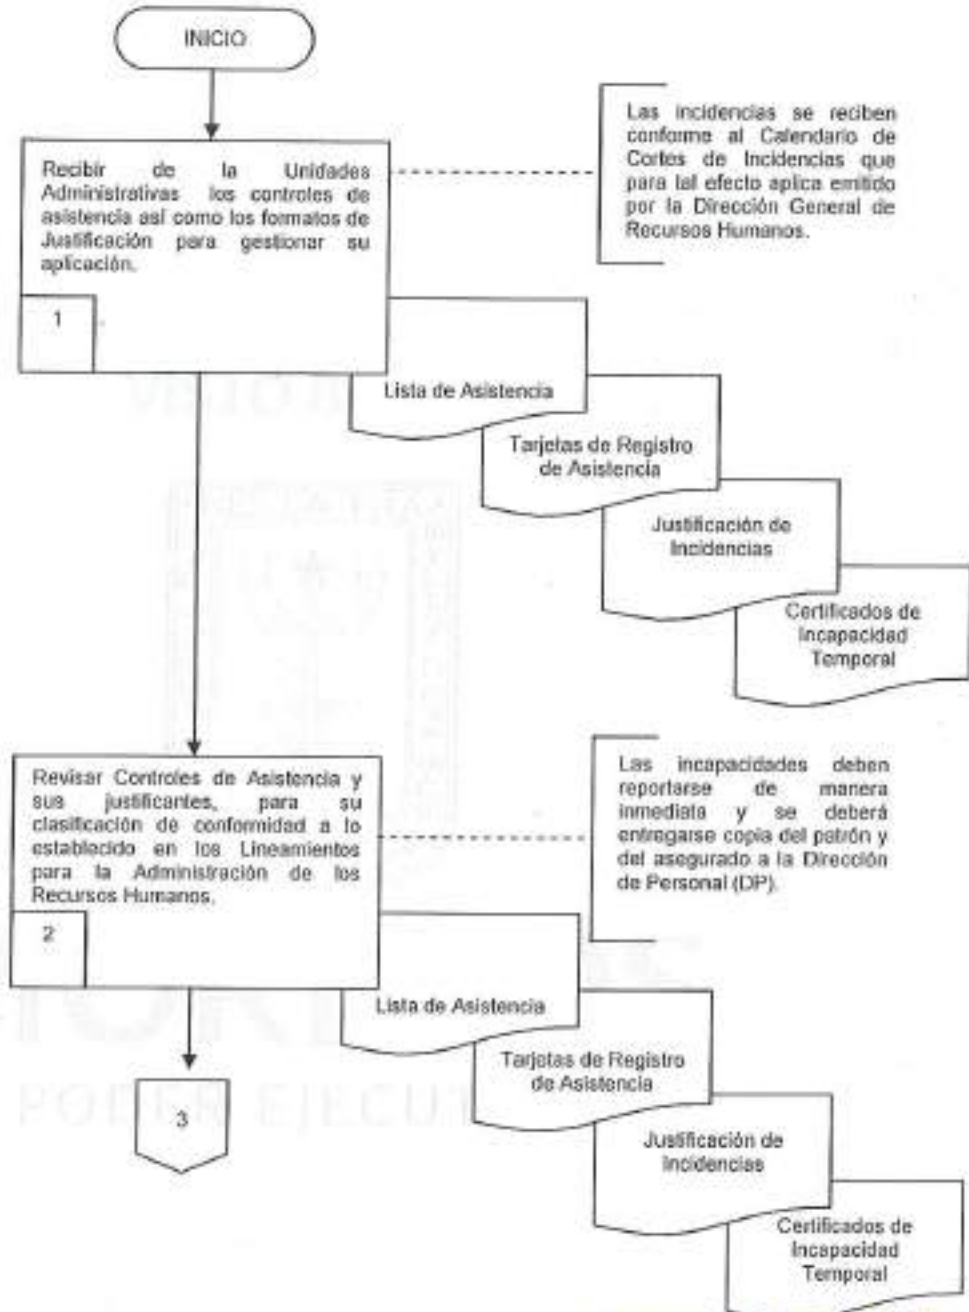 INICIO
Recibir de la Unidades
Administrativas los controles de
asistencia así como los formatos de
Justificación para gestionar su
aplicación.
1
Las incidencias se reciben
conforme al Calendario de
Cortes de Incidencias que
para tal efecto aplica emitido
por la Dirección General de
Recursos Humanos.
Lista de Asistencia
Tarjetas de Registro
de Asistencia
Justificación de
Incidencias
Certificados de
Incapacidad
Temporal
Revisar Controles de Asistencia y
sus justificantes, para su
clasificación de conformidad a lo
establecido en los Lineamientos
para la Administración de los
Recursos Humanos.
2
Las incapacidades deben
reportarse de manera
inmediata y se deberá
entregarse copia del patrón y
del asegurado a la Dirección
de Personal (DP).
Lista de Asistencia
Tarjetas de Registro
de Asistencia
Justificación de
Incidencias
Certificados de
Incapacidad
Temporal
3
PODER EJECUT